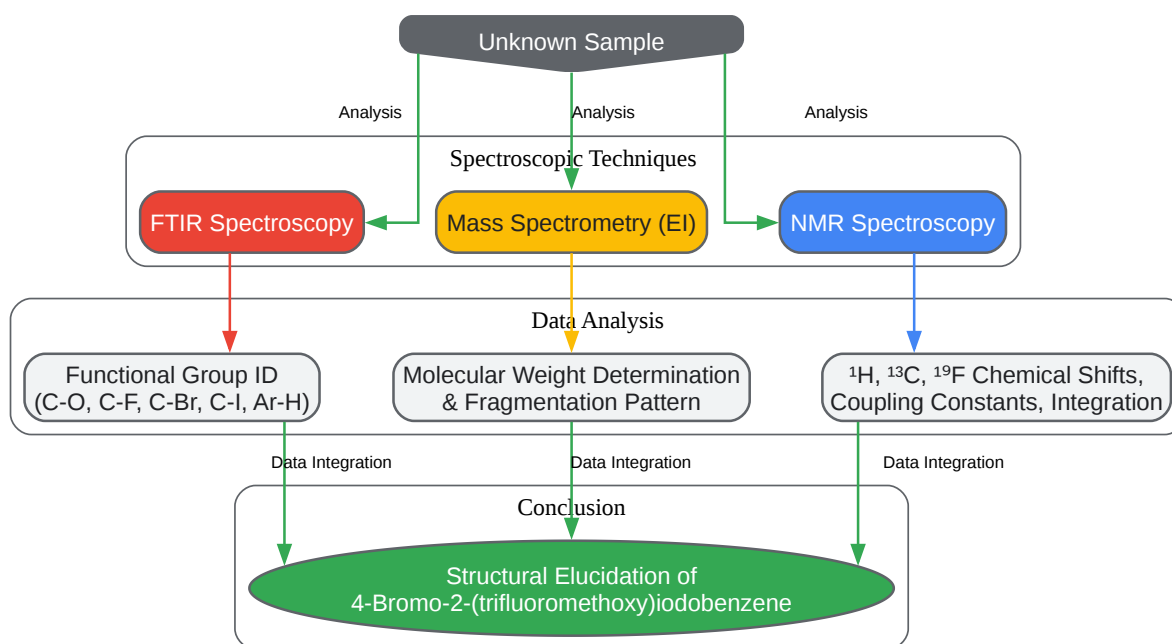 Unknown Sample
Analysis
Analysis
Analysis
Spectroscopic Techniques
FTIR Spectroscopy
Mass Spectrometry (EI)
NMR Spectroscopy
Data Analysis
Functional Group ID
(C-O, C-F, C-Br, C-I, Ar-H)
Molecular Weight Determination
& Fragmentation Pattern
¹H, ¹³C, ¹⁹F Chemical Shifts,
Coupling Constants, Integration
Data Integration
Data Integration
Data Integration
Conclusion
Structural Elucidation of
4-Bromo-2-(trifluoromethoxy)iodobenzene